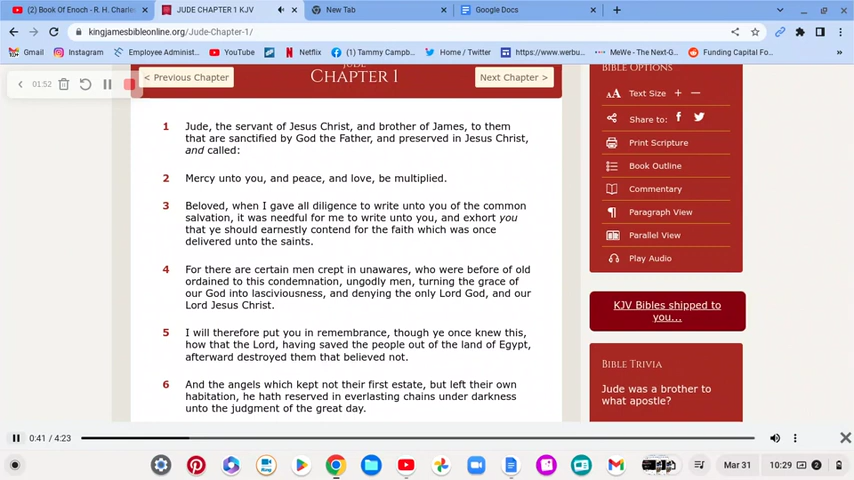 (2) Book Of Enoch - R. H. Charle
JUDE CHAPTER 1 KJV
New Tab
Google Docs
kingjamesbibleonline.org/Jude-Chapter-1/
Gmail
Instagram
Employee Administ...
YouTube
Netflix
(1) Tammy Campb...
Home / Twitter
https://www.werbu...
MeWe - The Next-G...
Funding Capital Fo...
01:52
< Previous Chapter
JUDE
CHAPTER 1
Next Chapter >
1 Jude, the servant of Jesus Christ, and brother of James, to them
that are sanctified by God the Father, and preserved in Jesus Christ,
and called:
2 Mercy unto you, and peace, and love, be multiplied.
3 Beloved, when I gave all diligence to write unto you of the common
salvation, it was needful for me to write unto you, and exhort you
that ye should earnestly contend for the faith which was once
delivered unto the saints.
4 For there are certain men crept in unawares, who were before of old
ordained to this condemnation, ungodly men, turning the grace of
our God into lasciviousness, and denying the only Lord God, and our
Lord Jesus Christ.
5 I will therefore put you in remembrance, though ye once knew this,
how that the Lord, having saved the people out of the land of Egypt,
afterward destroyed them that believed not.
6 And the angels which kept not their first estate, but left their own
habitation, he hath reserved in everlasting chains under darkness
unto the judgment of the great day.
BIBLE OPTIONS
AA Text Size + —
Share to:
Print Scripture
Book Outline
Commentary
Paragraph View
Parallel View
Play Audio
KJV Bibles shipped to
you...
BIBLE TRIVIA
Jude was a brother to
what apostle?
0:41 / 4:23
Mar 31
10:29
2